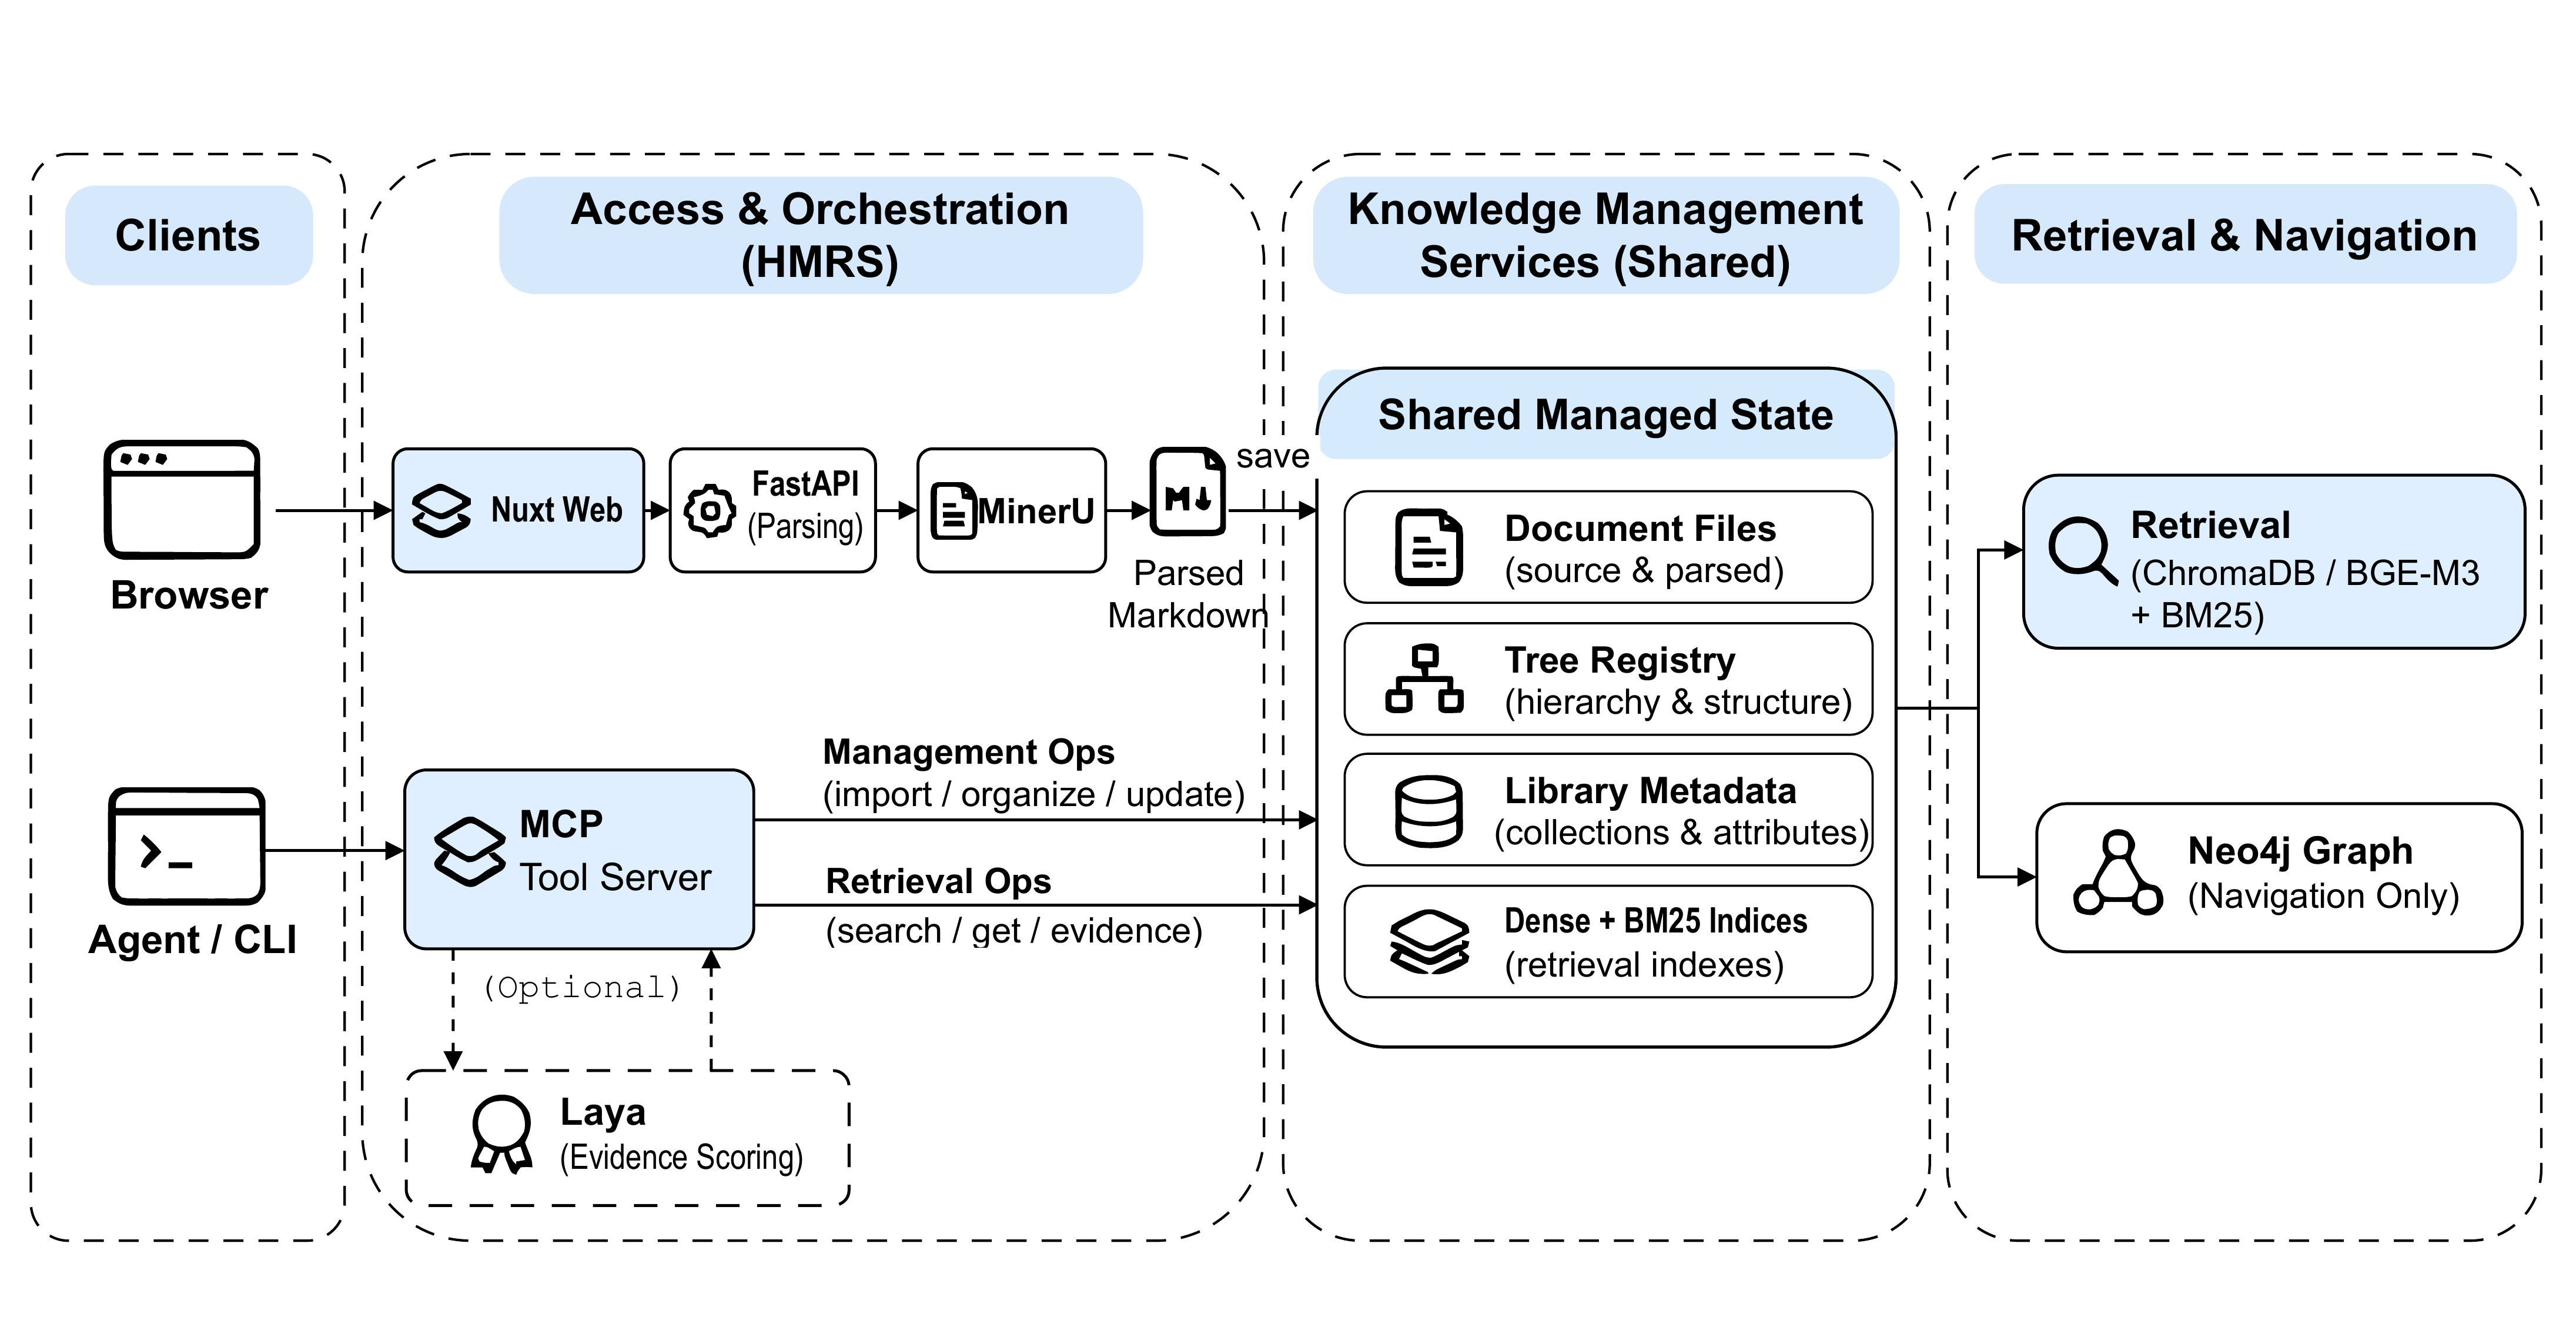 Clients
Browser
Agent / CLI
Access & Orchestration
(HMRS)
Nuxt Web
FastAPI
(Parsing)
MinerU
M
Parsed
Markdown
save
MCP
Tool Server
Management Ops
(import / organize / update)
Retrieval Ops
(search / get / evidence)
(Optional)
Laya
(Evidence Scoring)
Knowledge Management
Services (Shared)
Shared Managed State
Document Files
(source & parsed)
Tree Registry
(hierarchy & structure)
Library Metadata
(collections & attributes)
Dense + BM25 Indices
(retrieval indexes)
Retrieval & Navigation
Retrieval
(ChromaDB / BGE-M3
+ BM25)
Neo4j Graph
(Navigation Only)